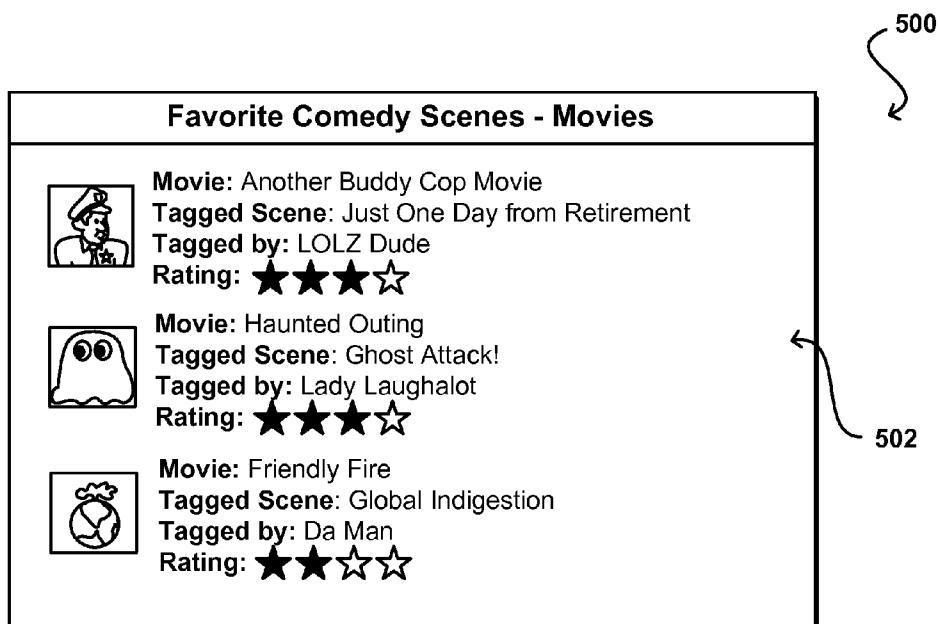 500
Favorite Comedy Scenes - Movies
Movie: Another Buddy Cop Movie
Tagged Scene: Just One Day from Retirement
Tagged by: LOLZ Dude
Rating: ★★★☆
Movie: Haunted Outing
Tagged Scene: Ghost Attack!
Tagged by: Lady Laughalot
Rating: ★★★☆
502
Movie: Friendly Fire
Tagged Scene: Global Indigestion
Tagged by: Da Man
Rating: ★★☆☆